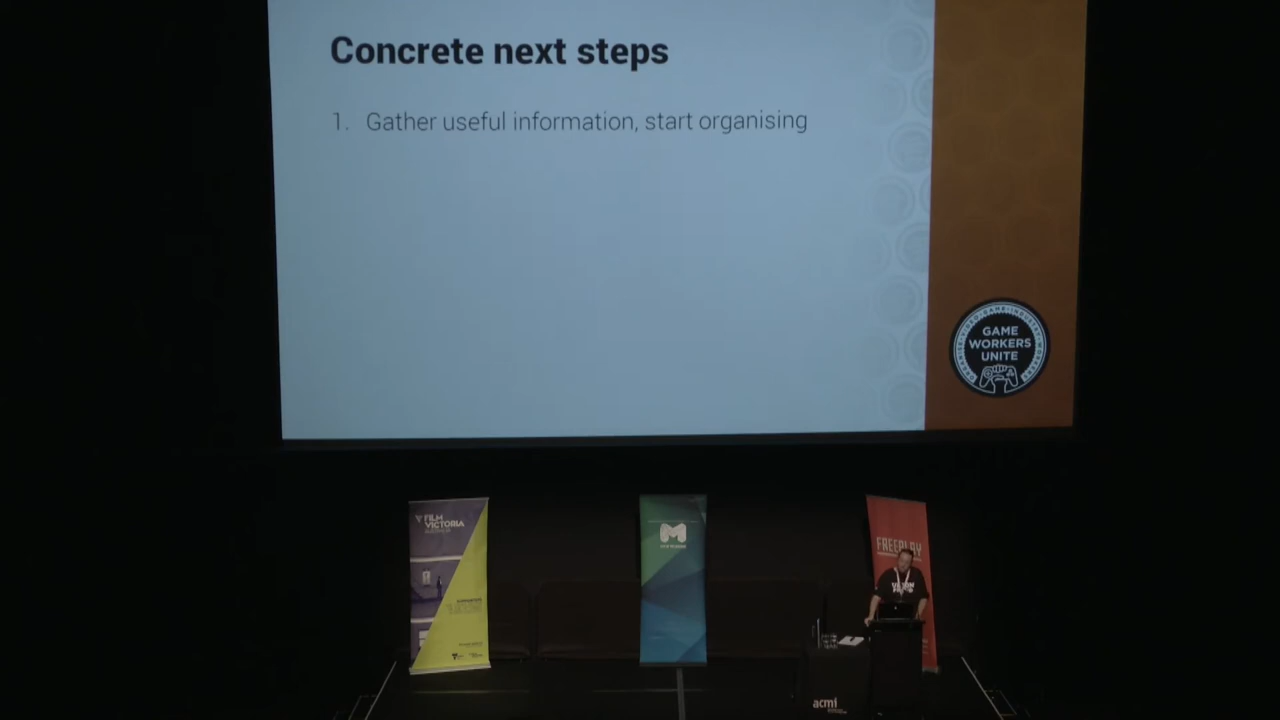 Concrete next steps
1. Gather useful information, start organising
GAME
WORKERS
UNITE
FILM
VICTORIA
FREEPLAY
acmi